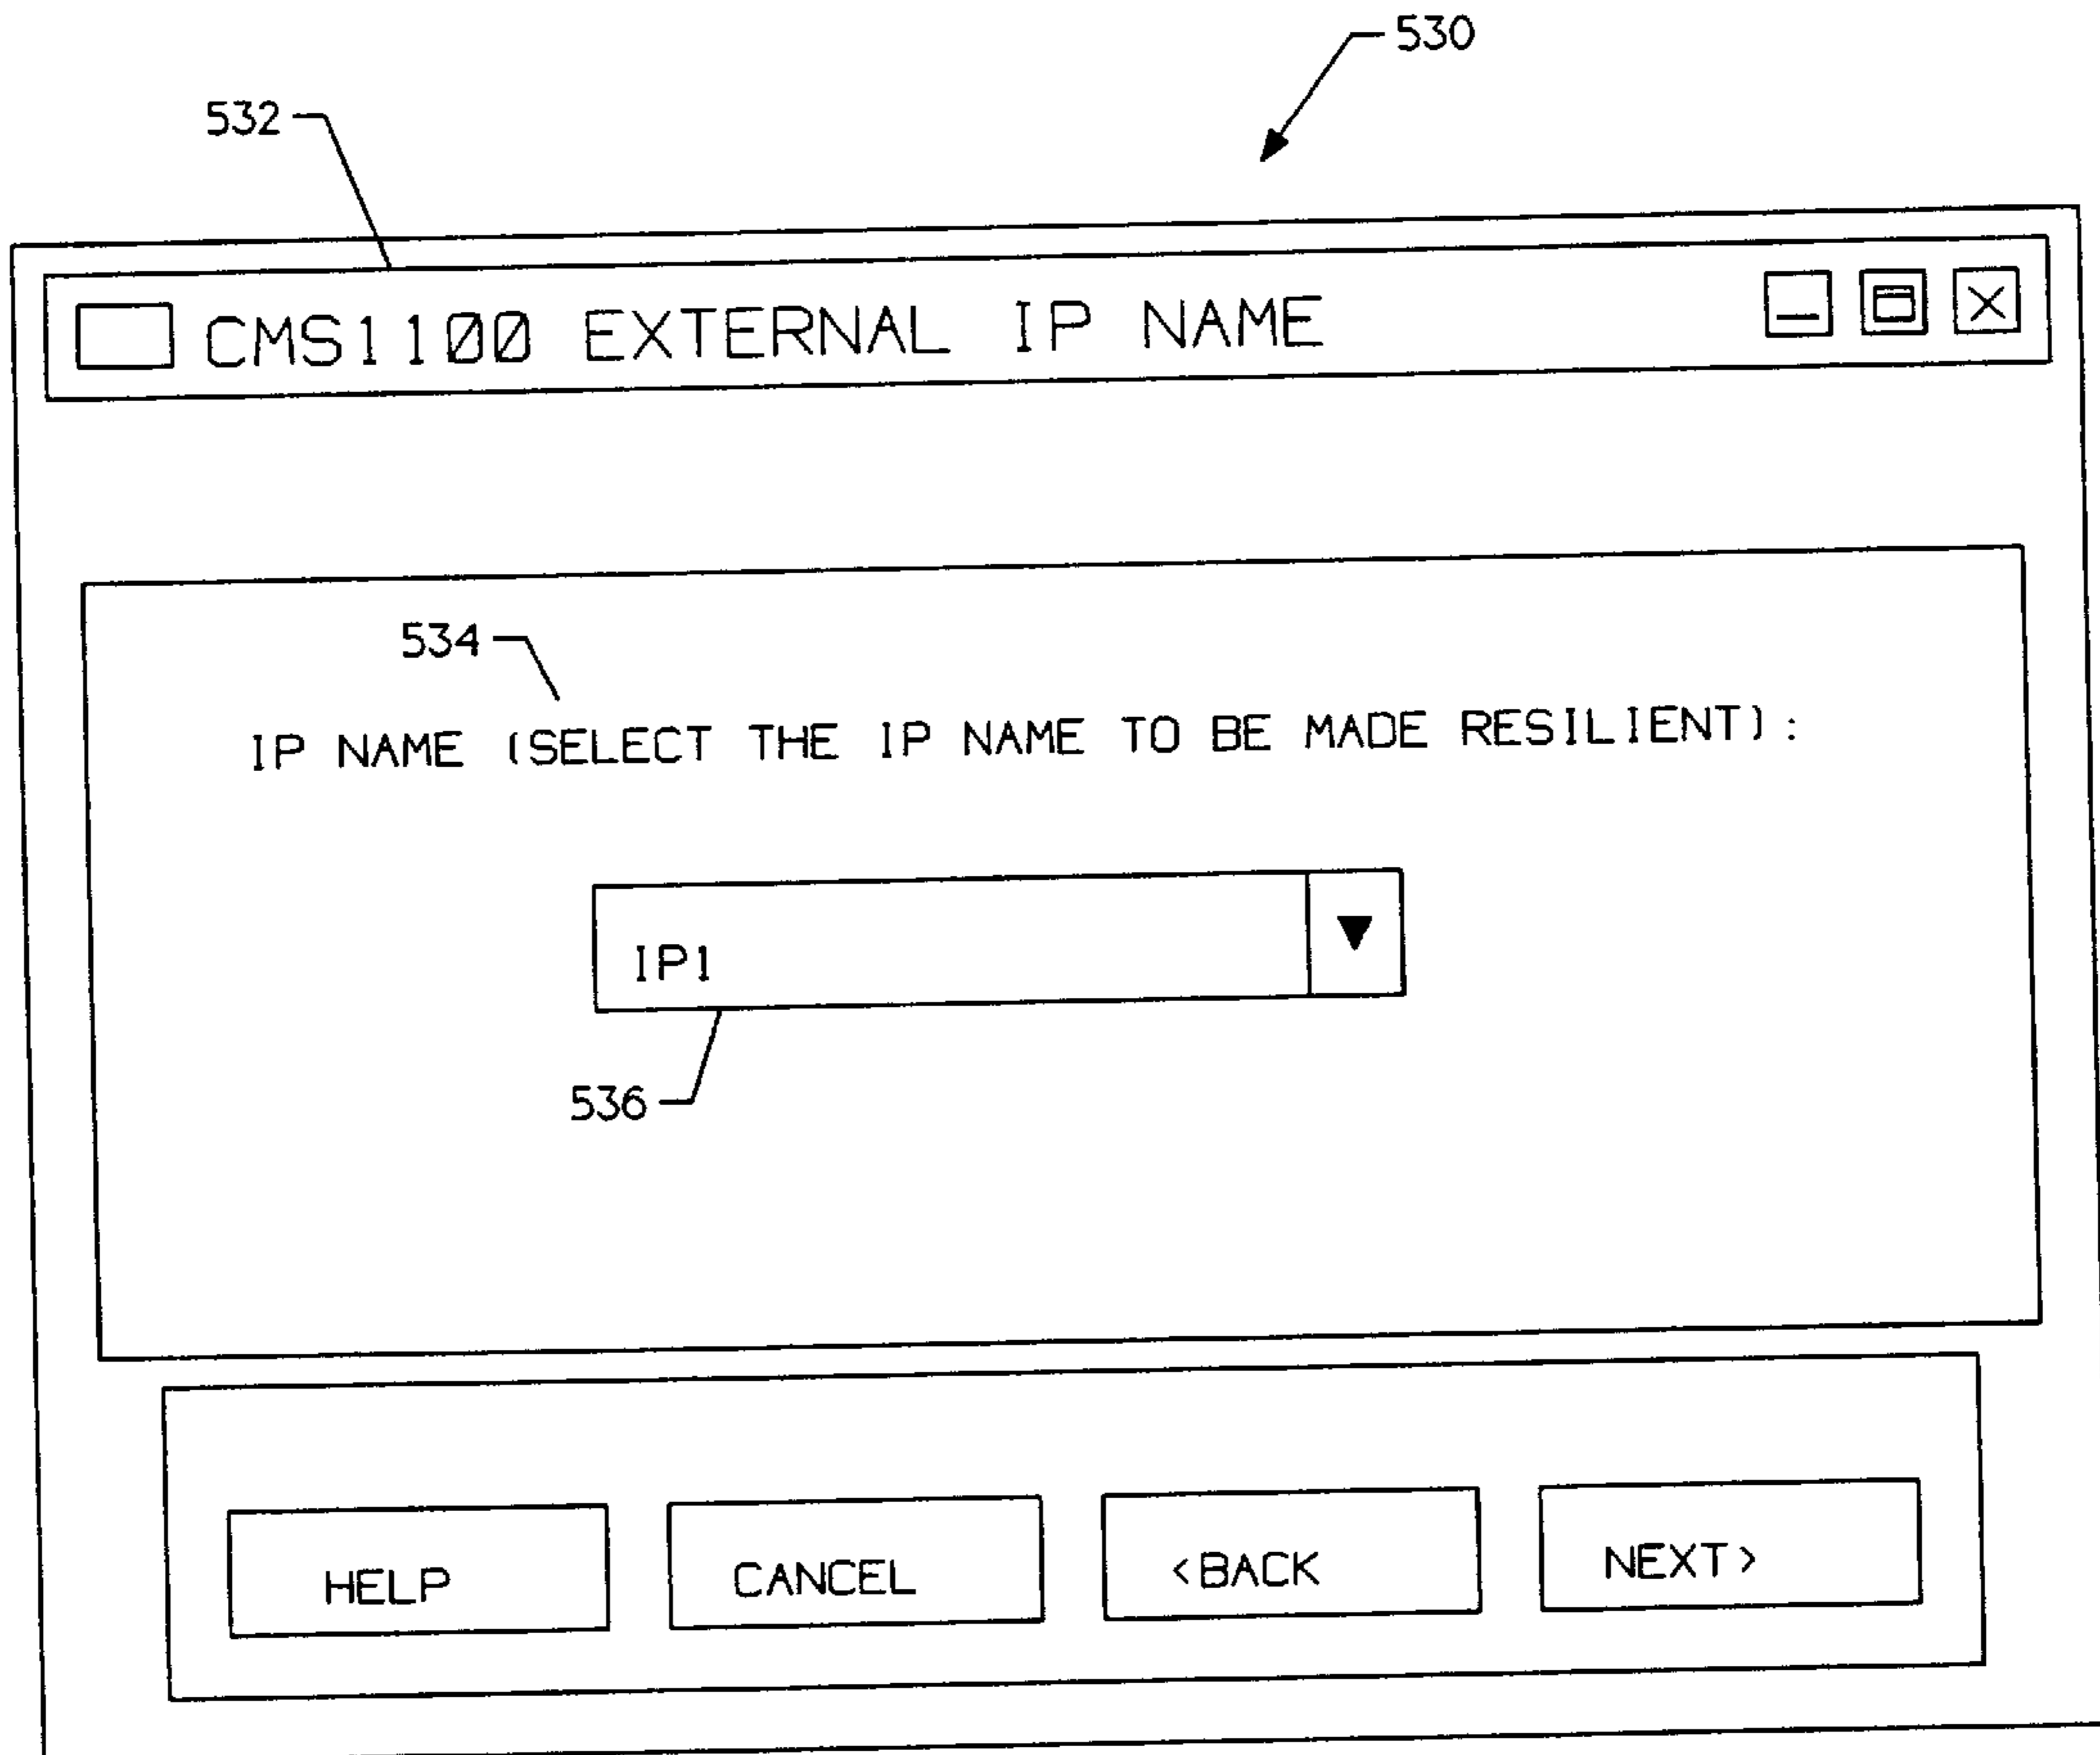 530
532
CMS1100 EXTERNAL IP NAME
534
IP NAME (SELECT THE IP NAME TO BE MADE RESILIENT):
IP1
536
HELP
CANCEL
<BACK
NEXT>